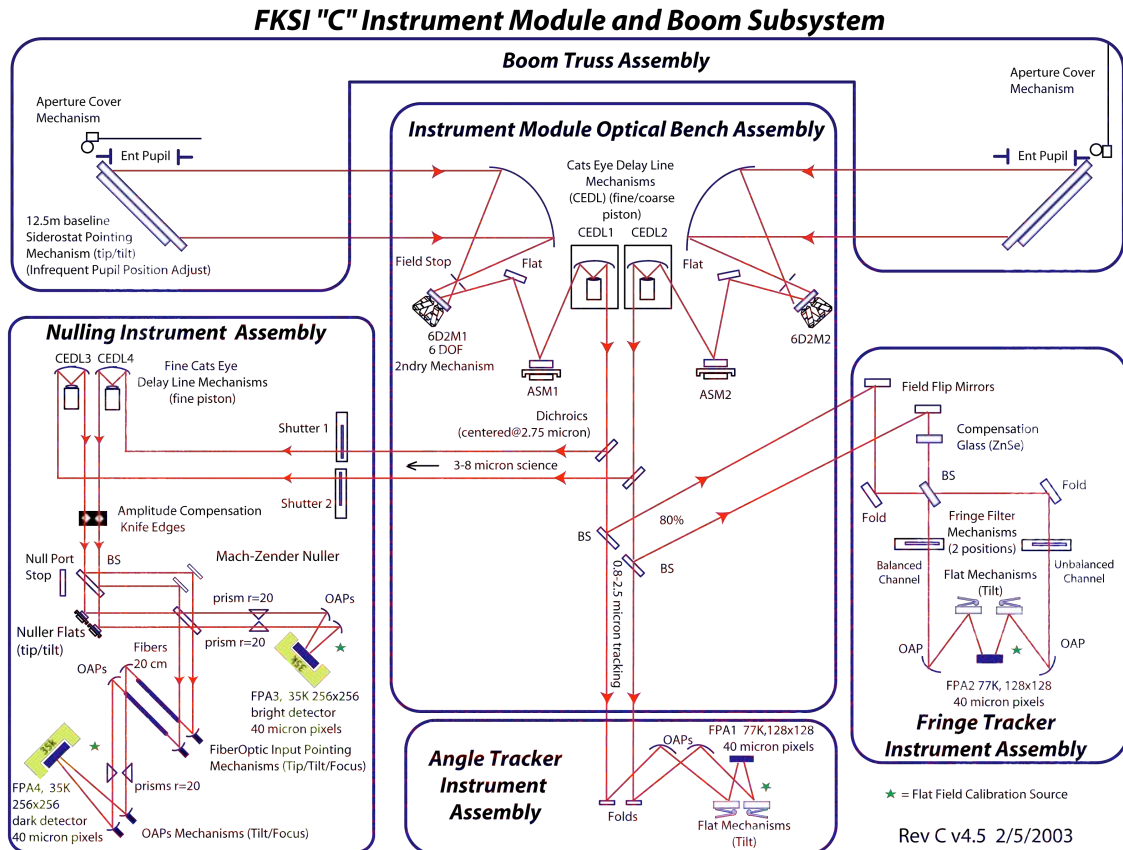 FKSI "C" Instrument Module and Boom Subsystem
Boom Truss Assembly
Aperture Cover
Mechanism
Ent Pupil
12.5m baseline
Siderostat Pointing
Mechanism (tip/tilt)
(Infrequent Pupil Position Adjust)
Aperture Cover
Mechanism
Ent Pupil
Instrument Module Optical Bench Assembly
Cats Eye Delay Line
Mechanisms
(CEDL) (fine/coarse
piston)
CEDL1
CEDL2
Field Stop
Flat
Flat
6D2M1
6 DOF
2ndry Mechanism
ASM1
ASM2
6D2M2
Dichroics
(centered@2.75 micron)
3-8 micron science
BS
80%
BS
0.8-2.5 micron tracking
Nulling Instrument Assembly
CEDL3
CEDL4
Fine Cats Eye
Delay Line Mechanisms
(fine piston)
Shutter 1
Shutter 2
Amplitude Compensation
Knife Edges
Mach-Zender Nuller
Null Port
Stop
BS
prism r=20
OAPs
prism r=20
Nuller Flats
(tip/tilt)
Fibers
20 cm
OAPs
35K
FPA3, 35K 256x256
bright detector
40 micron pixels
FiberOptic Input Pointing
Mechanisms (Tip/Tilt/Focus)
35k
FPA4, 35K
256x256
dark detector
40 micron pixels
prisms r=20
OAPs Mechanisms (Tilt/Focus)
Angle Tracker
Instrument
Assembly
OAPs
FPA1 77K,128x128
40 micron pixels
Folds
Flat Mechanisms
(Tilt)
Field Flip Mirrors
Compensation
Glass (ZnSe)
BS
Fold
Fold
Fringe Filter
Mechanisms
(2 positions)
Balanced
Channel
Unbalanced
Channel
Flat Mechanisms
(Tilt)
OAP
OAP
FPA2 77K, 128x128
40 micron pixels
Fringe Tracker
Instrument Assembly
= Flat Field Calibration Source
Rev C v4.5 2/5/2003